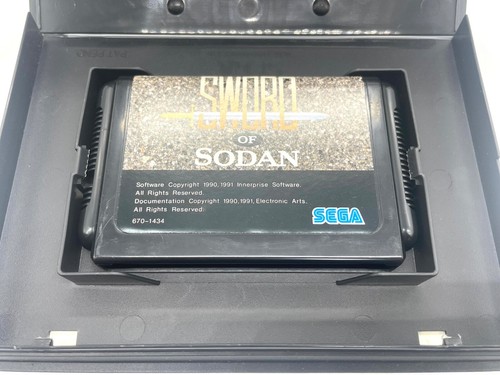 SWORD
OF
SODAN
Software Copyright 1990,1991 Innerprise Software.
All Rights Reserved.
Documentation Copyright 1990,1991, Electronic Arts.
All Rights Reserved.
670-1434
SEGA